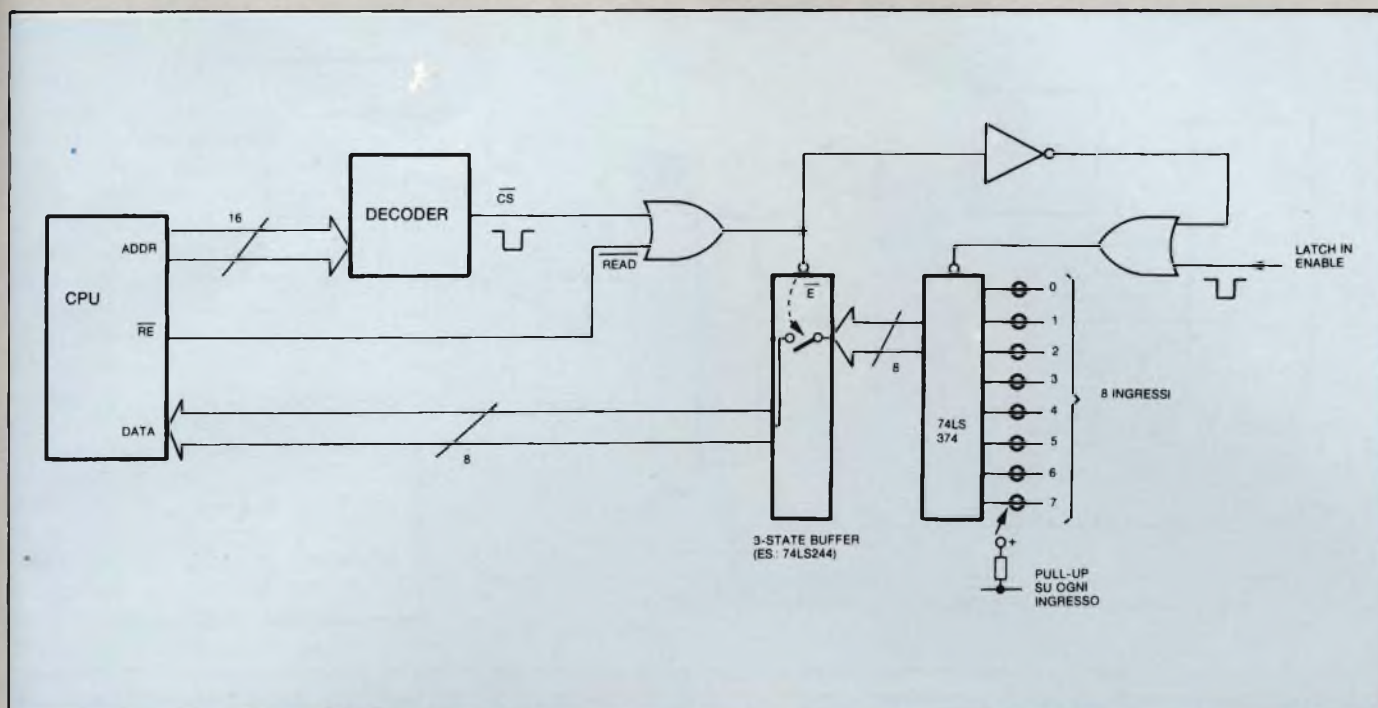 16
ADDR
CPU
RE
DATA
8
DECODER
CS
READ
E
3-STATE BUFFER
(ES.: 74LS244)
8
74LS
374
LATCH IN
ENABLE
0
1
2
3
4
5
6
7
8 INGRESSI
+
PULL-UP
SU OGNI
INGRESSO